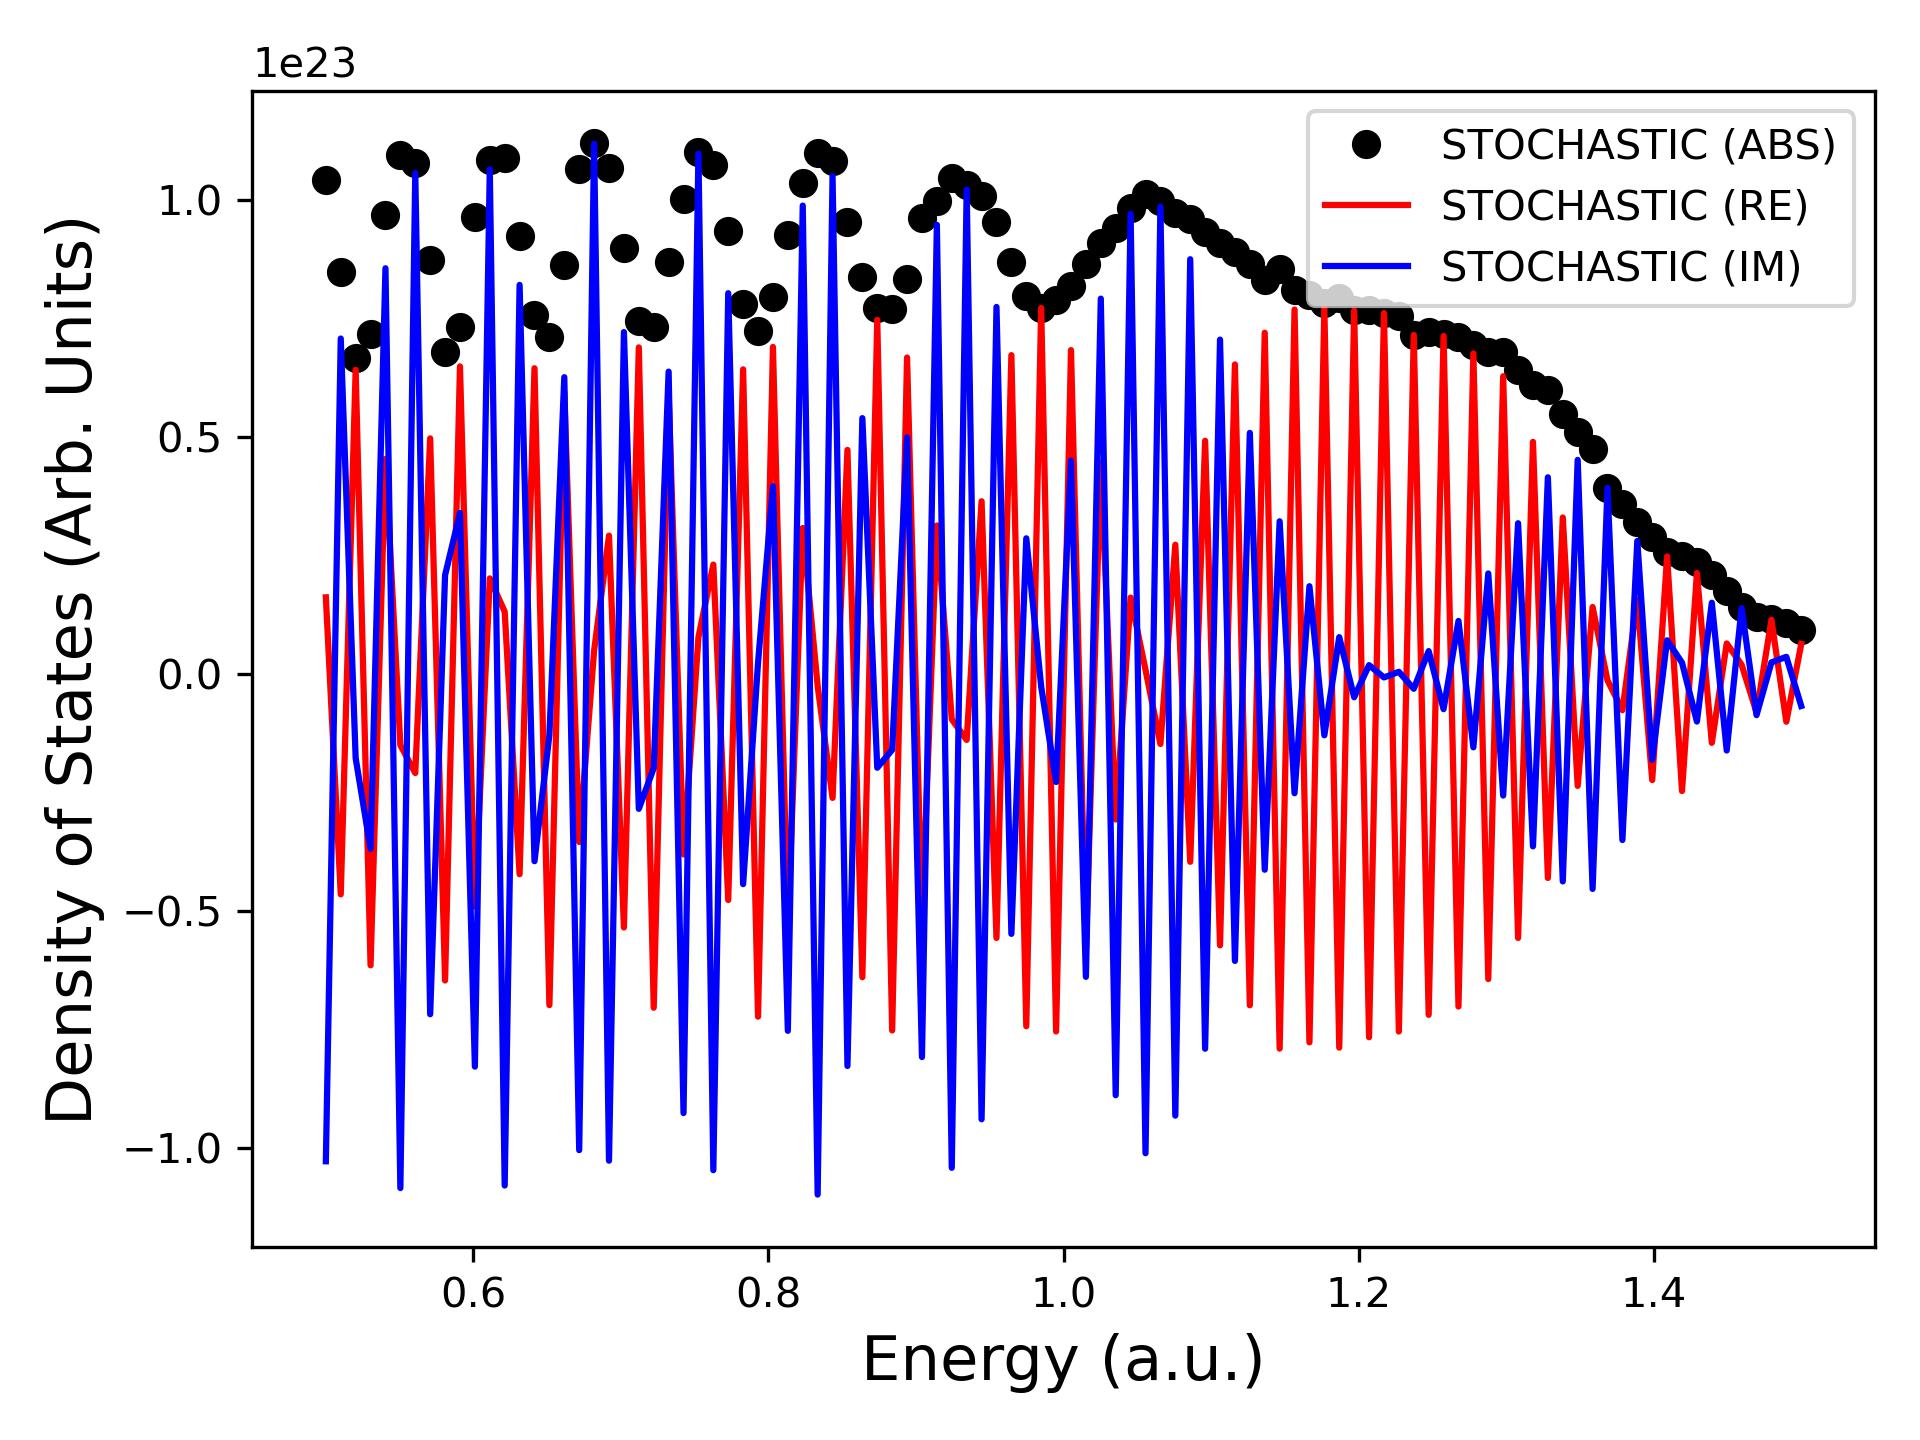 1e23
STOCHASTIC (ABS)
STOCHASTIC (RE)
STOCHASTIC (IM)
1.0
0.5
0.0
−0.5
−1.0
Density of States (Arb. Units)
0.6 0.8 1.0 1.2 1.4
Energy (a.u.)